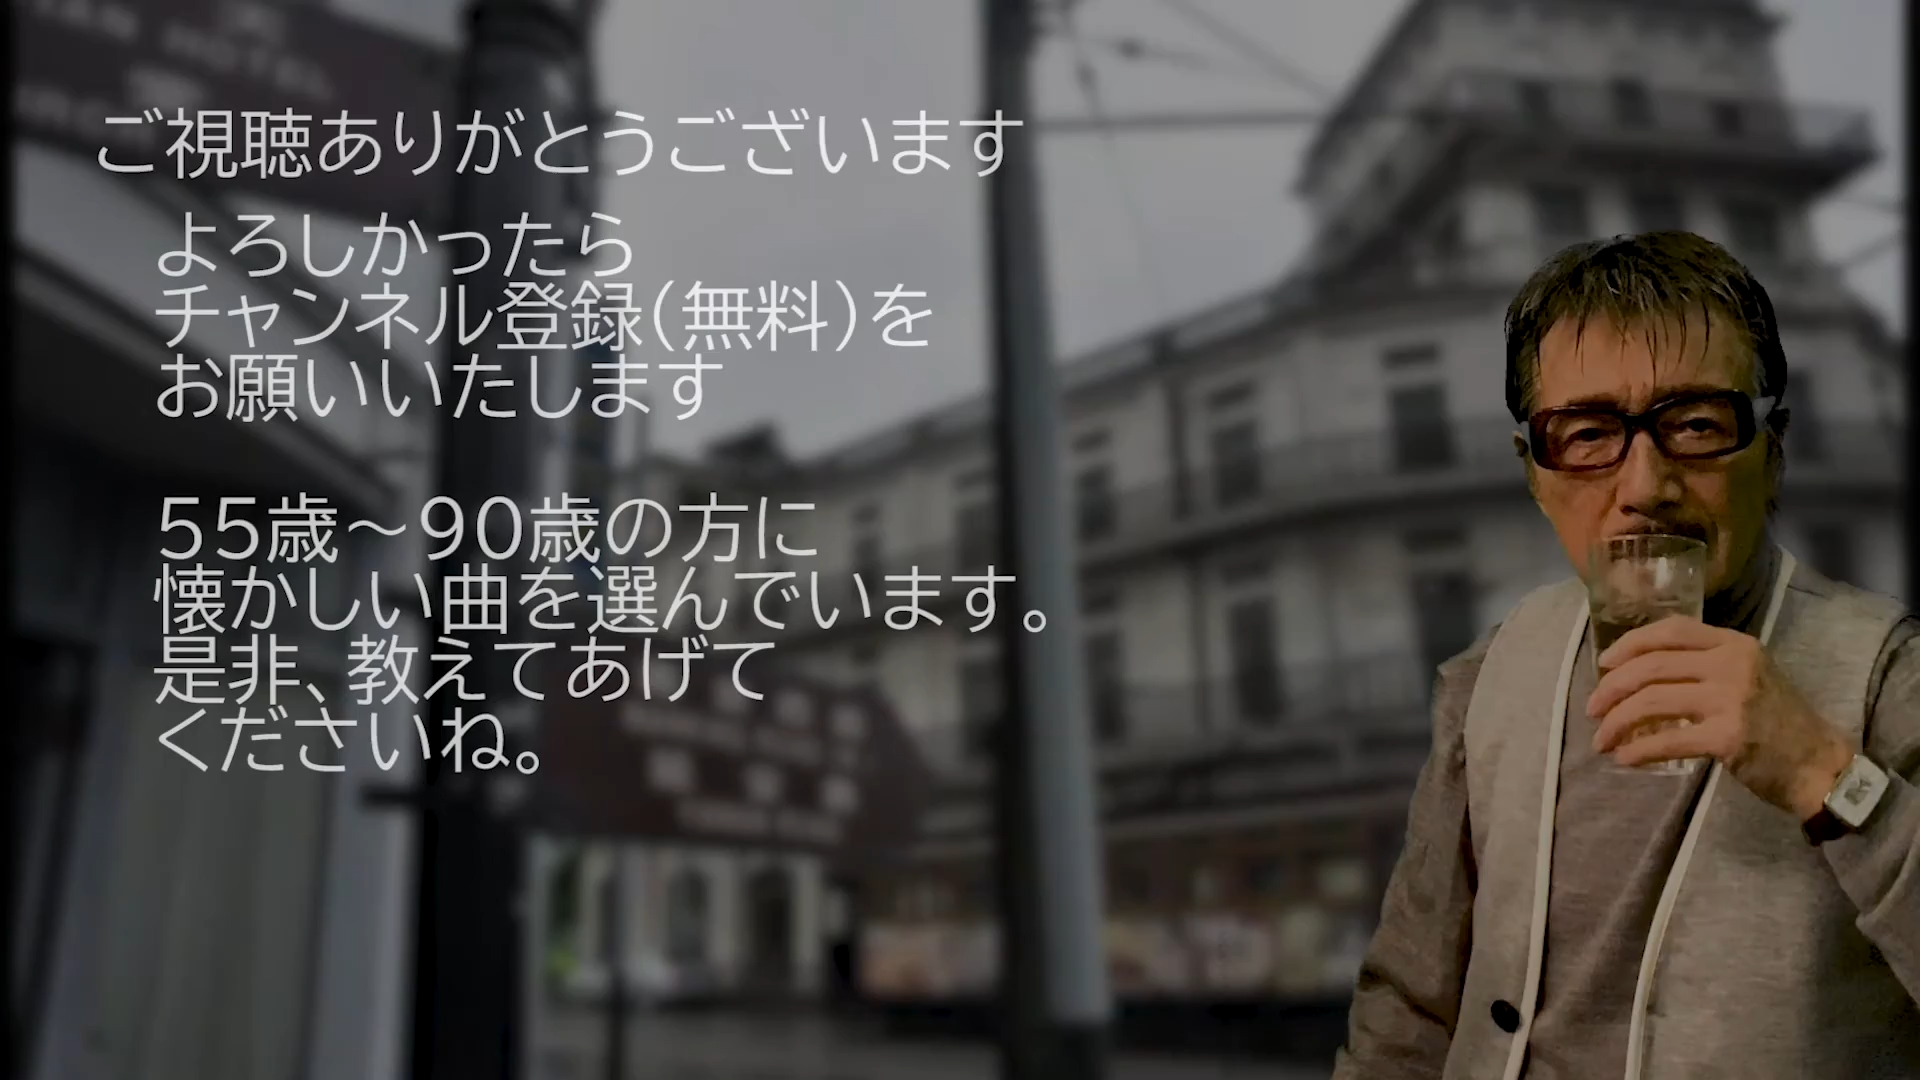 ご視聴ありがとうございます
よろしかったら
チャンネル登録(無料)を
お願いいたします
55歳～90歳の方に
懐かしい曲を選んでいます。
是非、教えてあげて
くださいね。
HOTEL